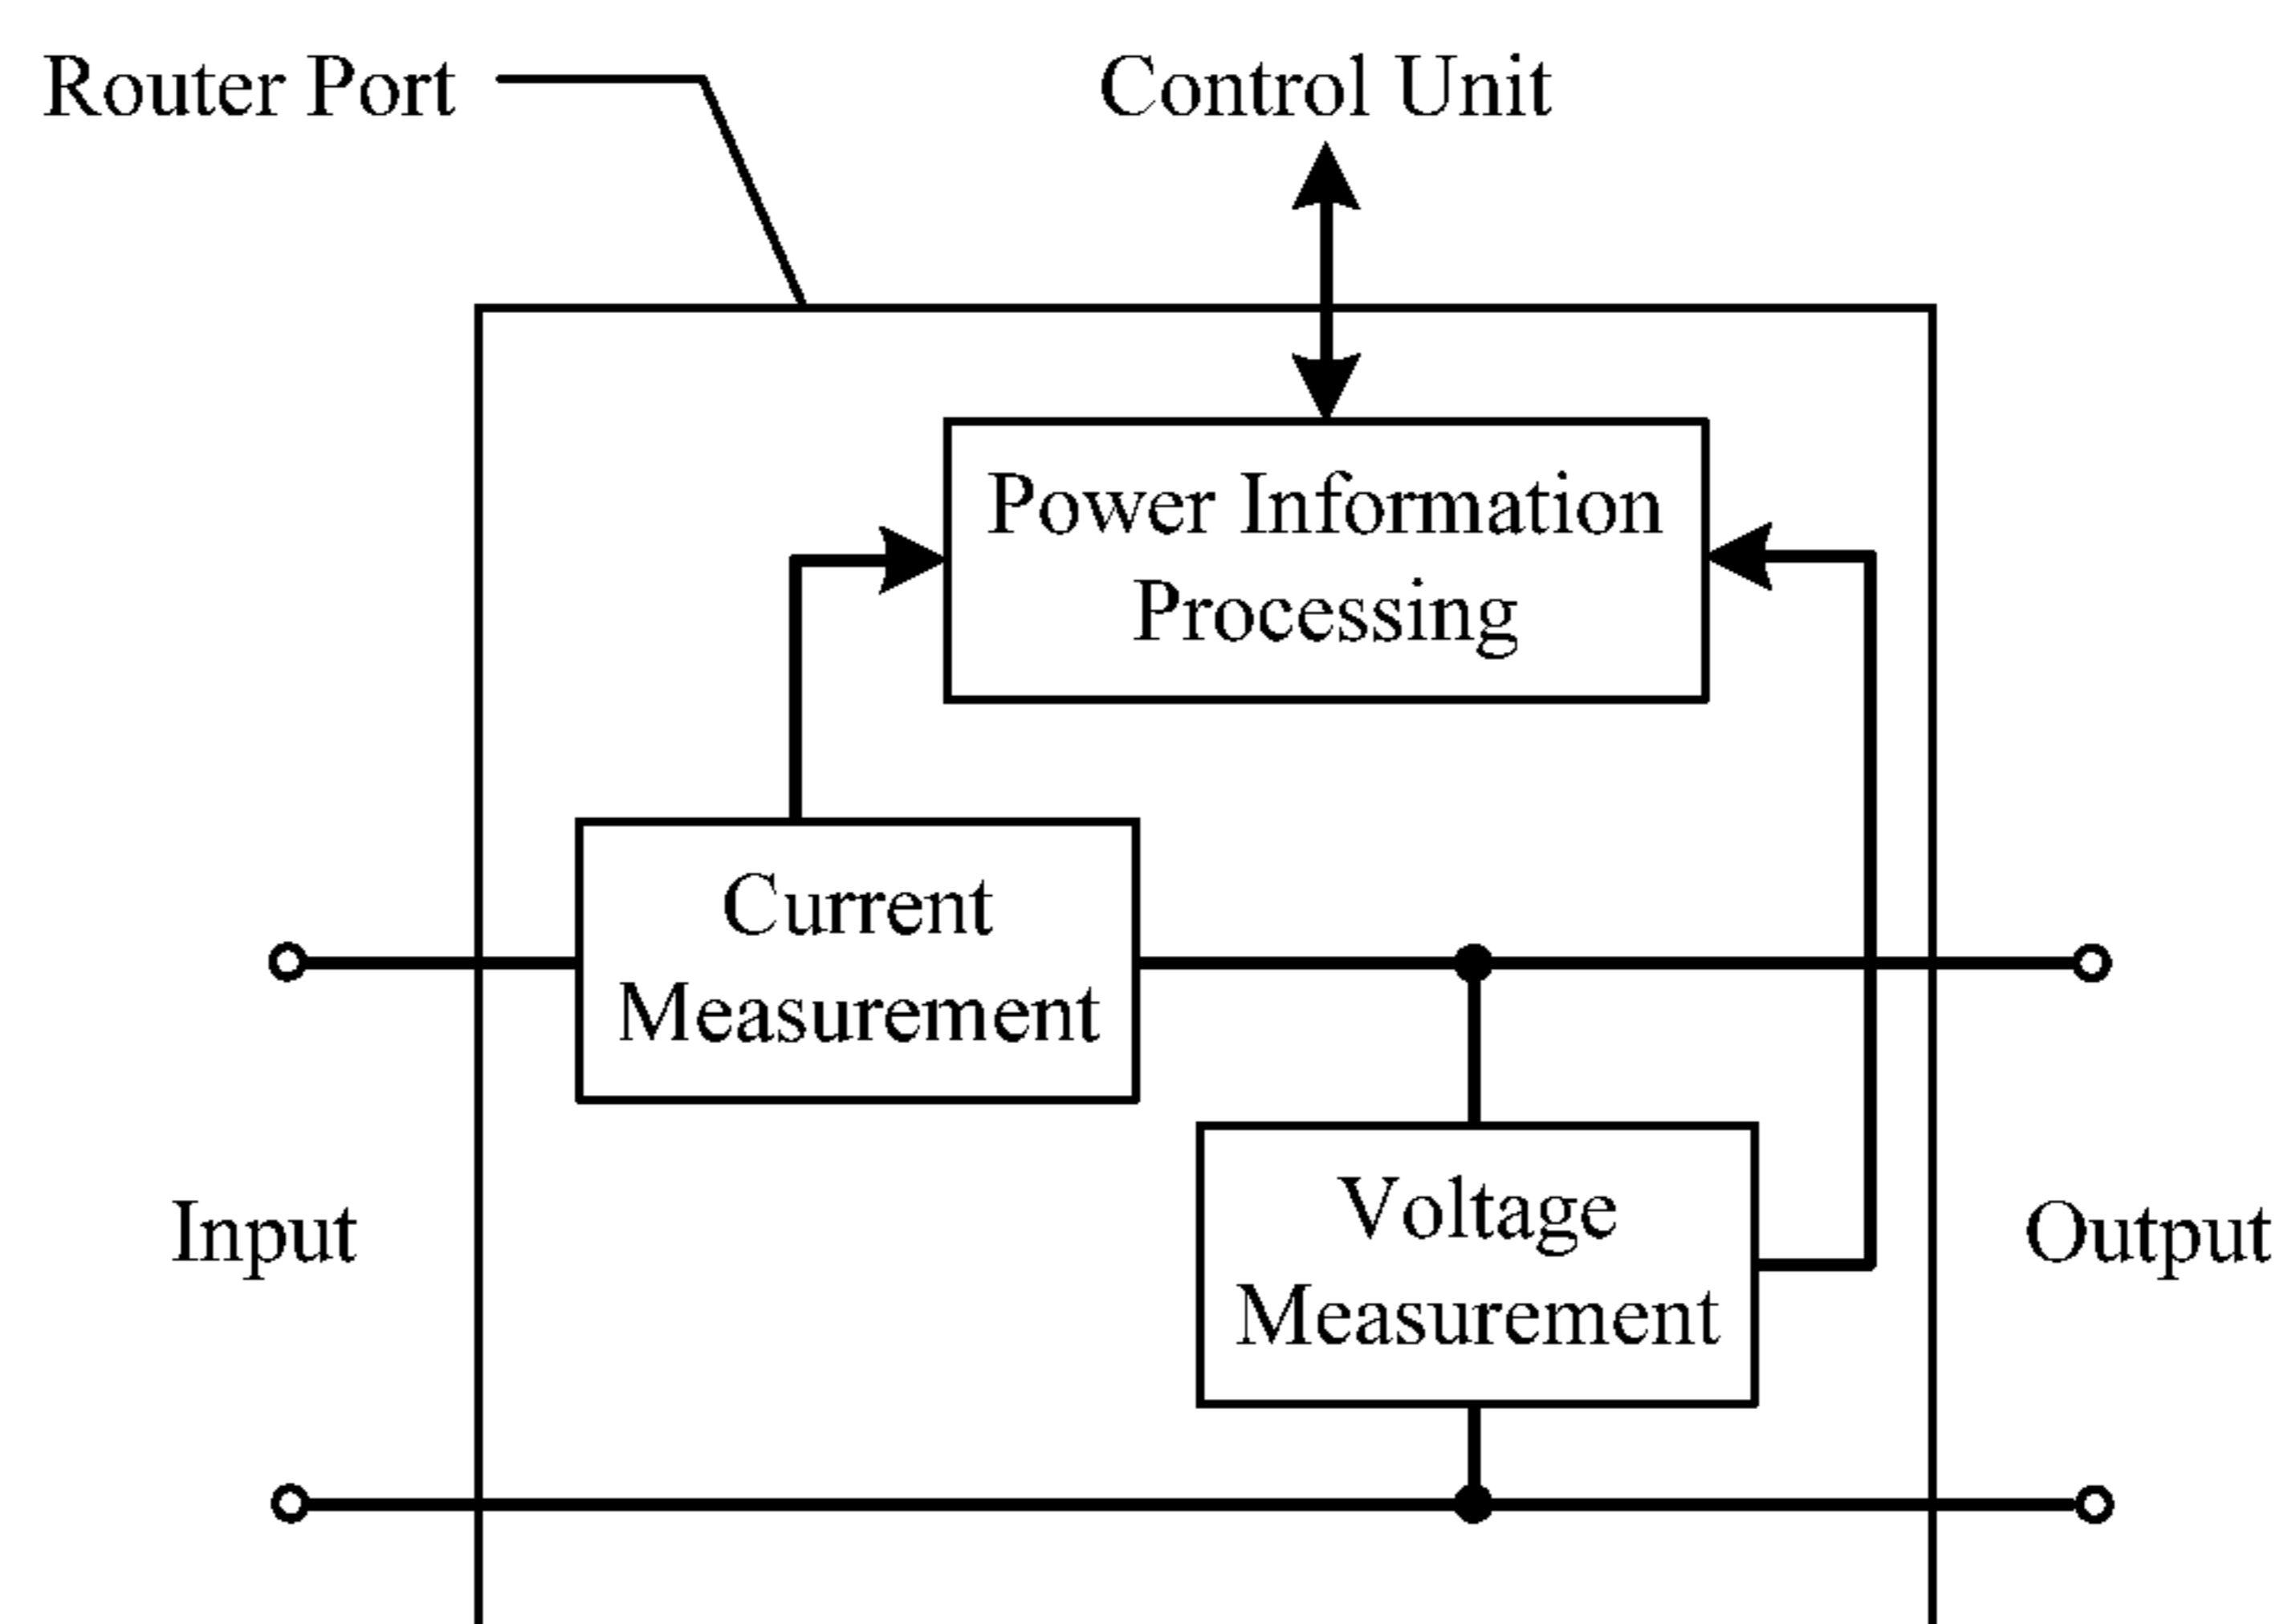 Router Port
Control Unit
Power Information
Processing
Current
Measurement
Voltage
Measurement
Input
Output